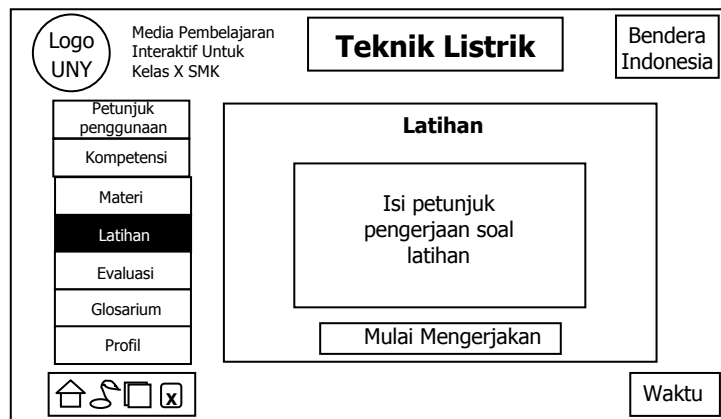 Logo
UNY
Media Pembelajaran
Interaktif Untuk
Kelas X SMK
Teknik Listrik
Bendera
Indonesia
Petunjuk
penggunaan
Kompetensi
Materi
Latihan
Evaluasi
Glosarium
Profil
Latihan
Isi petunjuk
pengerjaan soal
latihan
Mulai Mengerjakan
x
Waktu